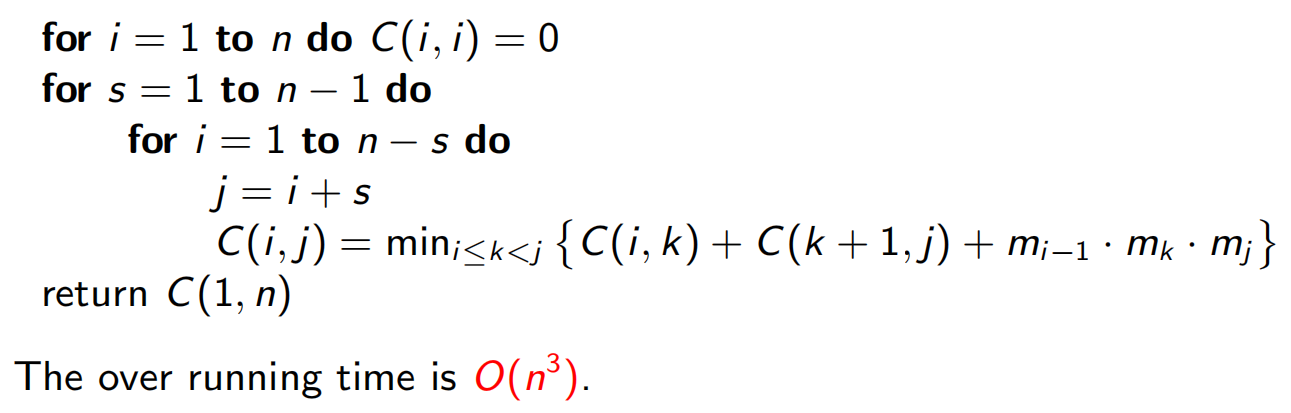 for i = 1 to n do C(i, i) = 0
for s = 1 to n − 1 do
for i = 1 to n − s do
j = i + s
C(i, j) = min_{i≤k<j} {C(i, k) + C(k + 1, j) + m_{i−1} · m_k · m_j}
return C(1, n)
The over running time is O(n³).